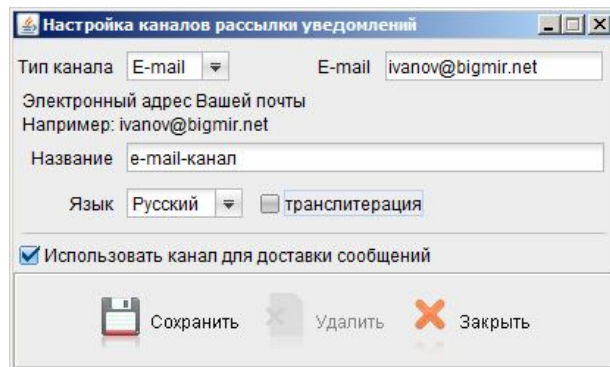 Настройка каналов рассылки уведомлений
Тип канала E-mail E-mail ivanov@bigmir.net
Электронный адрес Вашей почты
Например: ivanov@bigmir.net
Название e-mail-канал
Язык Русский транслитерация
Использовать канал для доставки сообщений
Сохранить Удалить Закрыть